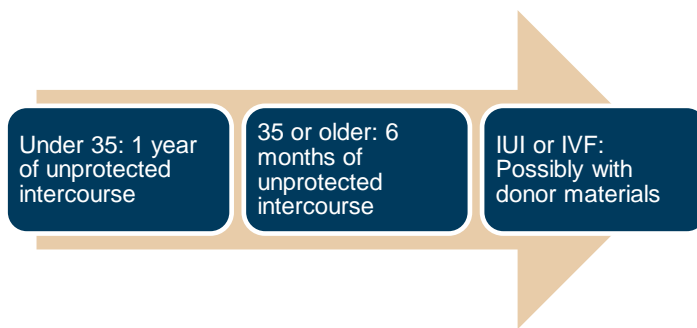 Under 35: 1 year
of unprotected
intercourse
35 or older: 6
months of
unprotected
intercourse
IUI or IVF:
Possibly with
donor materials